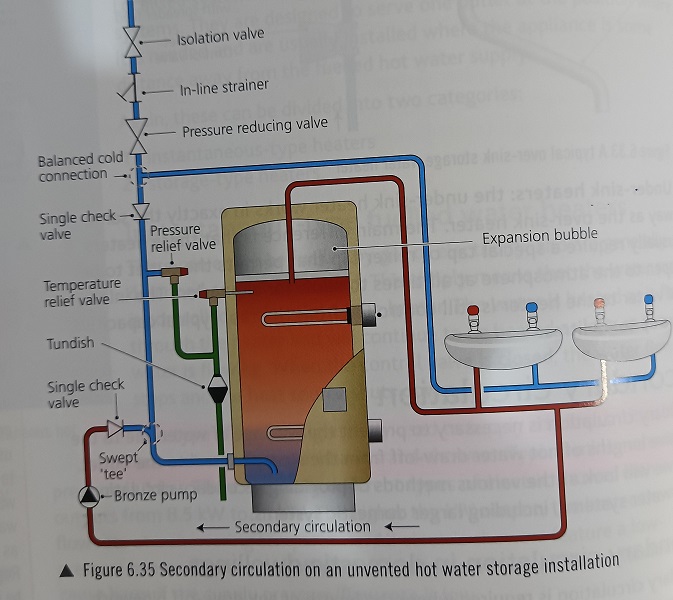 Isolation valve
In-line strainer
Pressure reducing valve
Balanced cold
connection
Single check
valve
Pressure
relief valve
Expansion bubble
Temperature
relief valve
Tundish
Single check
valve
Swept
'tee'
Bronze pump
Secondary circulation
▲ Figure 6.35 Secondary circulation on an unvented hot water storage installation